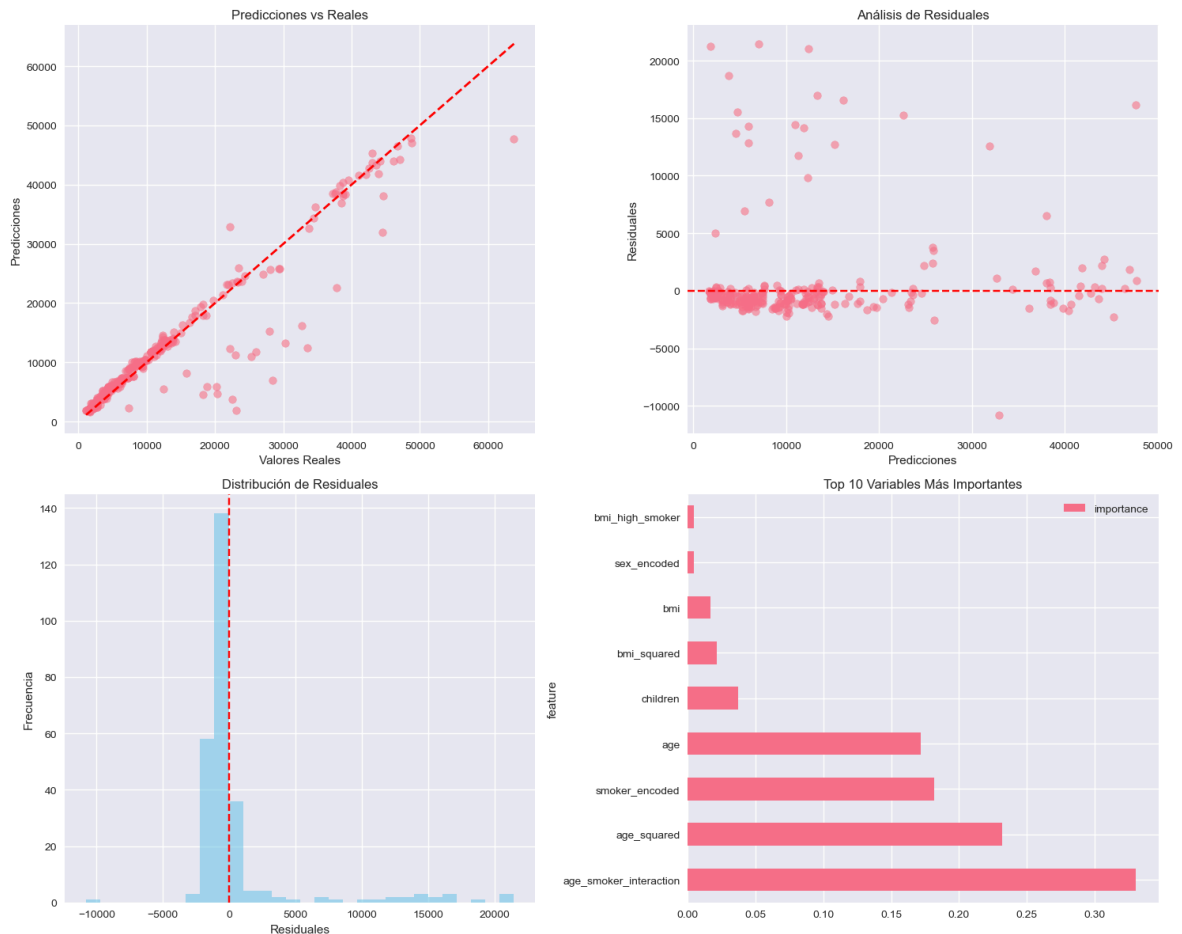 Predicciones vs Reales
60000
50000
40000
30000
20000
10000
0
Predicciones
0
10000
20000
30000
40000
50000
60000
Valores Reales
Análisis de Residuales
20000
15000
10000
5000
0
−5000
−10000
Residuales
0
10000
20000
30000
40000
50000
Predicciones
Distribución de Residuales
140
120
100
80
60
40
20
0
Frecuencia
−10000
−5000
0
5000
10000
15000
20000
Residuales
Top 10 Variables Más Importantes
importance
bmi_high_smoker
sex_encoded
bmi
bmi_squared
children
age
smoker_encoded
age_squared
age_smoker_interaction
feature
0.00
0.05
0.10
0.15
0.20
0.25
0.30